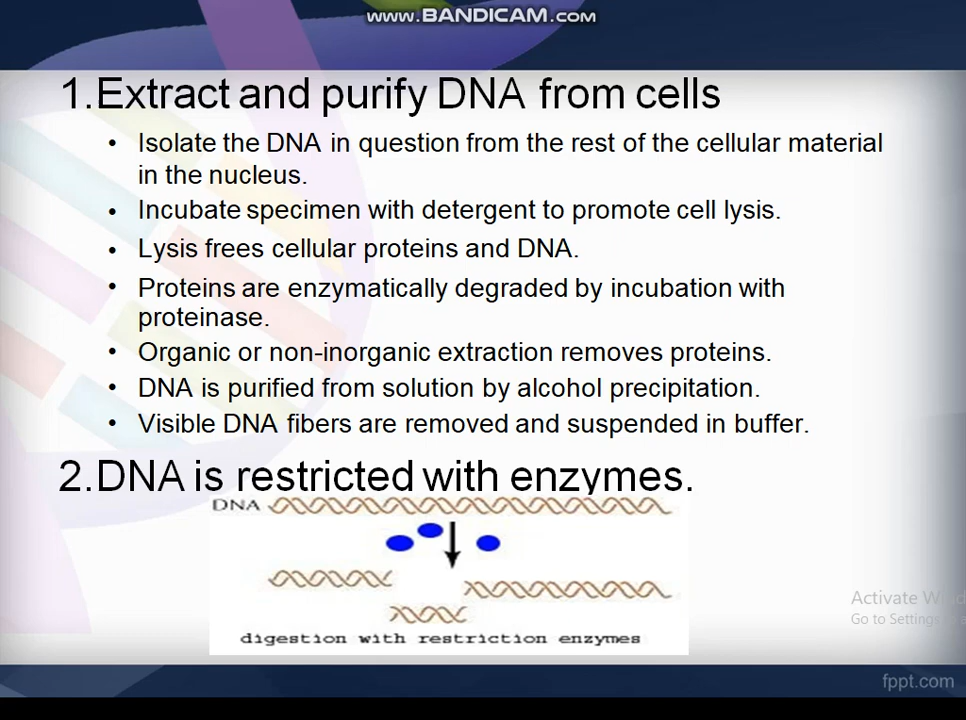 www.BANDICAM.com
1.Extract and purify DNA from cells
• Isolate the DNA in question from the rest of the cellular material
in the nucleus.
• Incubate specimen with detergent to promote cell lysis.
• Lysis frees cellular proteins and DNA.
• Proteins are enzymatically degraded by incubation with
proteinase.
• Organic or non-inorganic extraction removes proteins.
• DNA is purified from solution by alcohol precipitation.
• Visible DNA fibers are removed and suspended in buffer.
2.DNA is restricted with enzymes.
DNA
digestion with restriction enzymes
Activate
Go to Settings
fppt.com